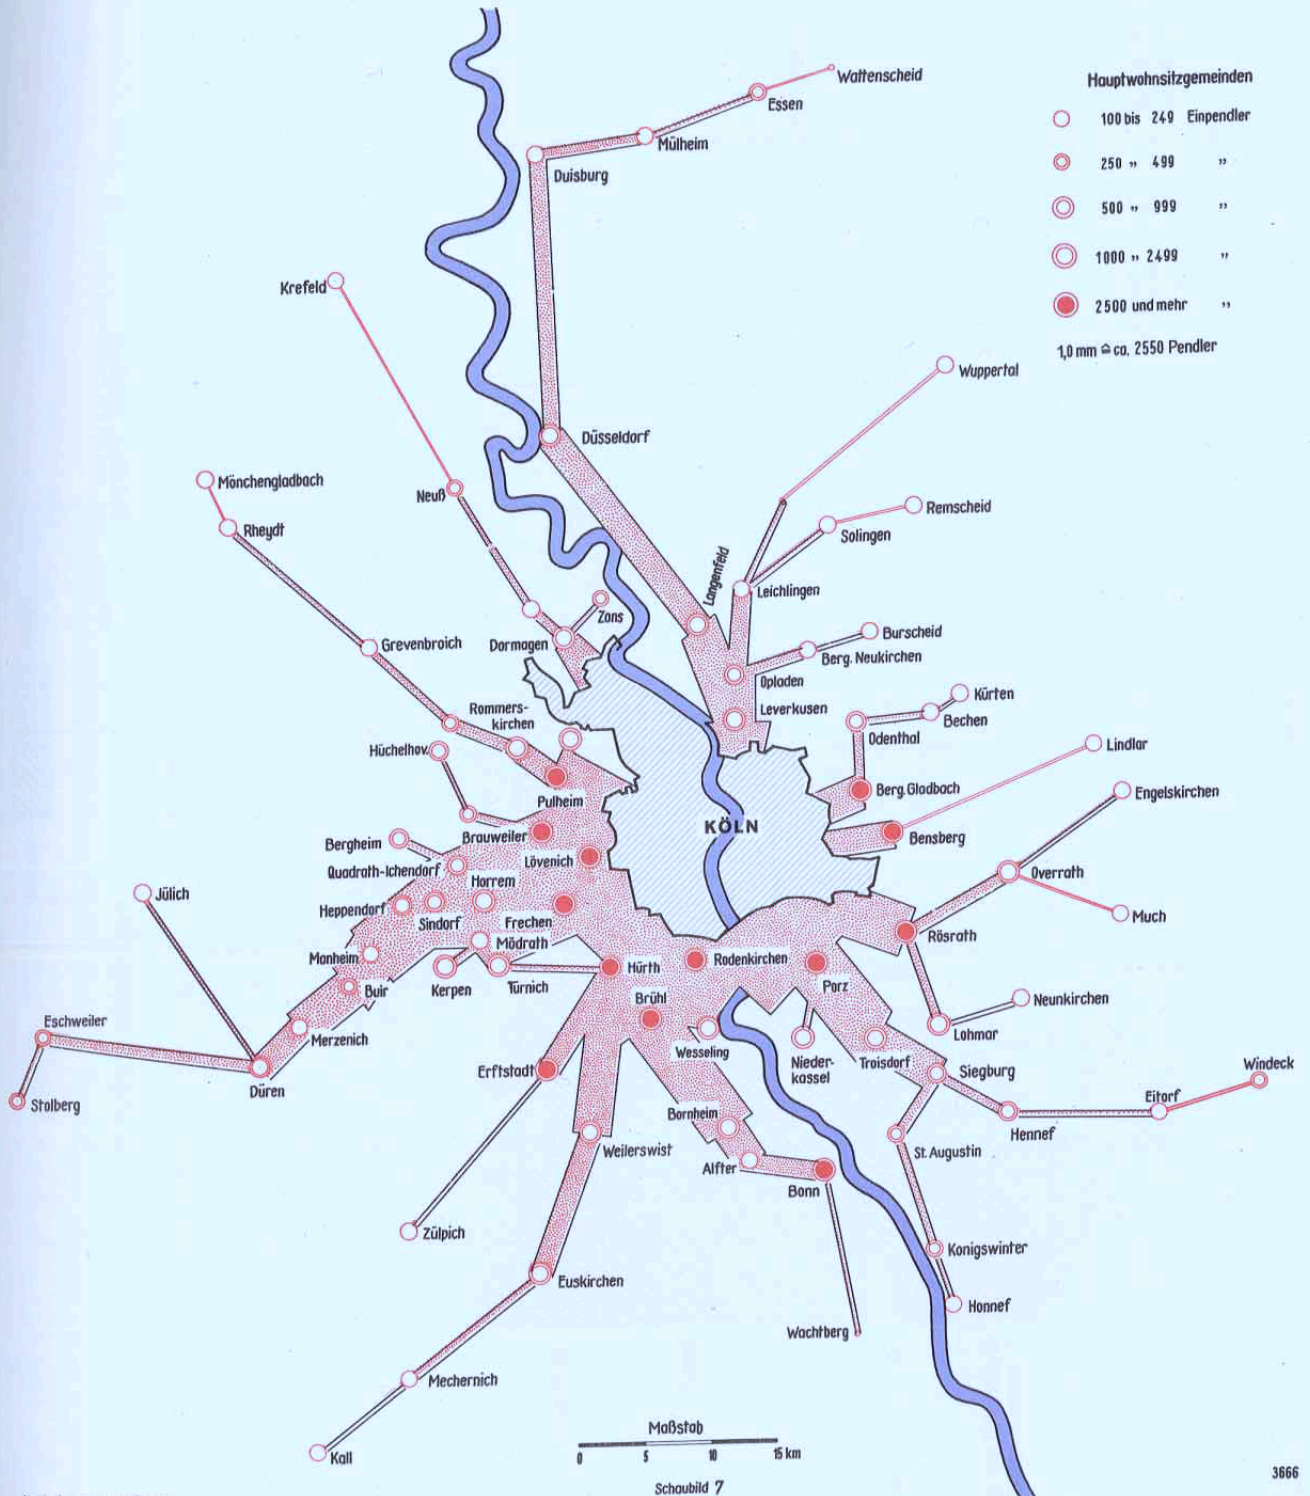 Hauptwohnsitzgemeinden
100 bis 249 Einpendler
250 „ 499 „
500 „ 999 „
1000 „ 2499 „
2500 und mehr „
1,0 mm ≙ ca. 2550 Pendler
Wattenscheid
Essen
Mülheim
Duisburg
Krefeld
Wuppertal
Düsseldorf
Mönchengladbach
Neuß
Rheydt
Remscheid
Solingen
Langenfeld
Leichlingen
Zons
Dormagen
Burscheid
Berg. Neukirchen
Grevenbroich
Opladen
Kürten
Bechen
Leverkusen
Rommers-
kirchen
Odenthal
Hüchelhov.
Lindlar
Berg. Gladbach
Engelskirchen
Pulheim
KÖLN
Brauweiler
Bensberg
Bergheim
Lövenich
Quadrath-Ichendorf
Overrath
Horrem
Jülich
Heppendorf
Sindorf
Frechen
Much
Rösrath
Mödrath
Manheim
Hürth
Rodenkirchen
Porz
Kerpen
Türnich
Buir
Brühl
Neunkirchen
Eschweiler
Merzenich
Wesseling
Lohmar
Nieder-
kassel
Troisdorf
Erftstadt
Siegburg
Windeck
Düren
Stolberg
Eitorf
Bornheim
Hennef
Weilerswist
St. Augustin
Alfter
Bonn
Zülpich
Konigswinter
Euskirchen
Honnef
Wachtberg
Mechernich
Maßstab
0 5 10 15 km
Kall
Schaubild 7
3666